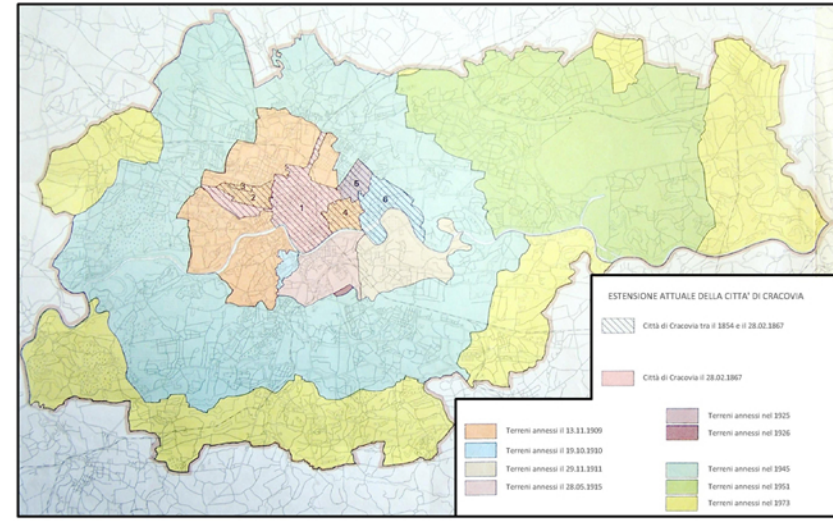 3
2
1
4
5
6
ESTENSIONE ATTUALE DELLA CITTA' DI CRACOVIA
Città di Cracovia tra il 1854 e il 28.02.1867
Città di Cracovia il 28.02.1867
Terreni annessi il 13.11.1909
Terreni annessi il 19.10.1910
Terreni annessi il 29.11.1911
Terreni annessi il 28.05.1915
Terreni annessi nel 1925
Terreni annessi nel 1926
Terreni annessi nel 1945
Terreni annessi nel 1951
Terreni annessi nel 1973